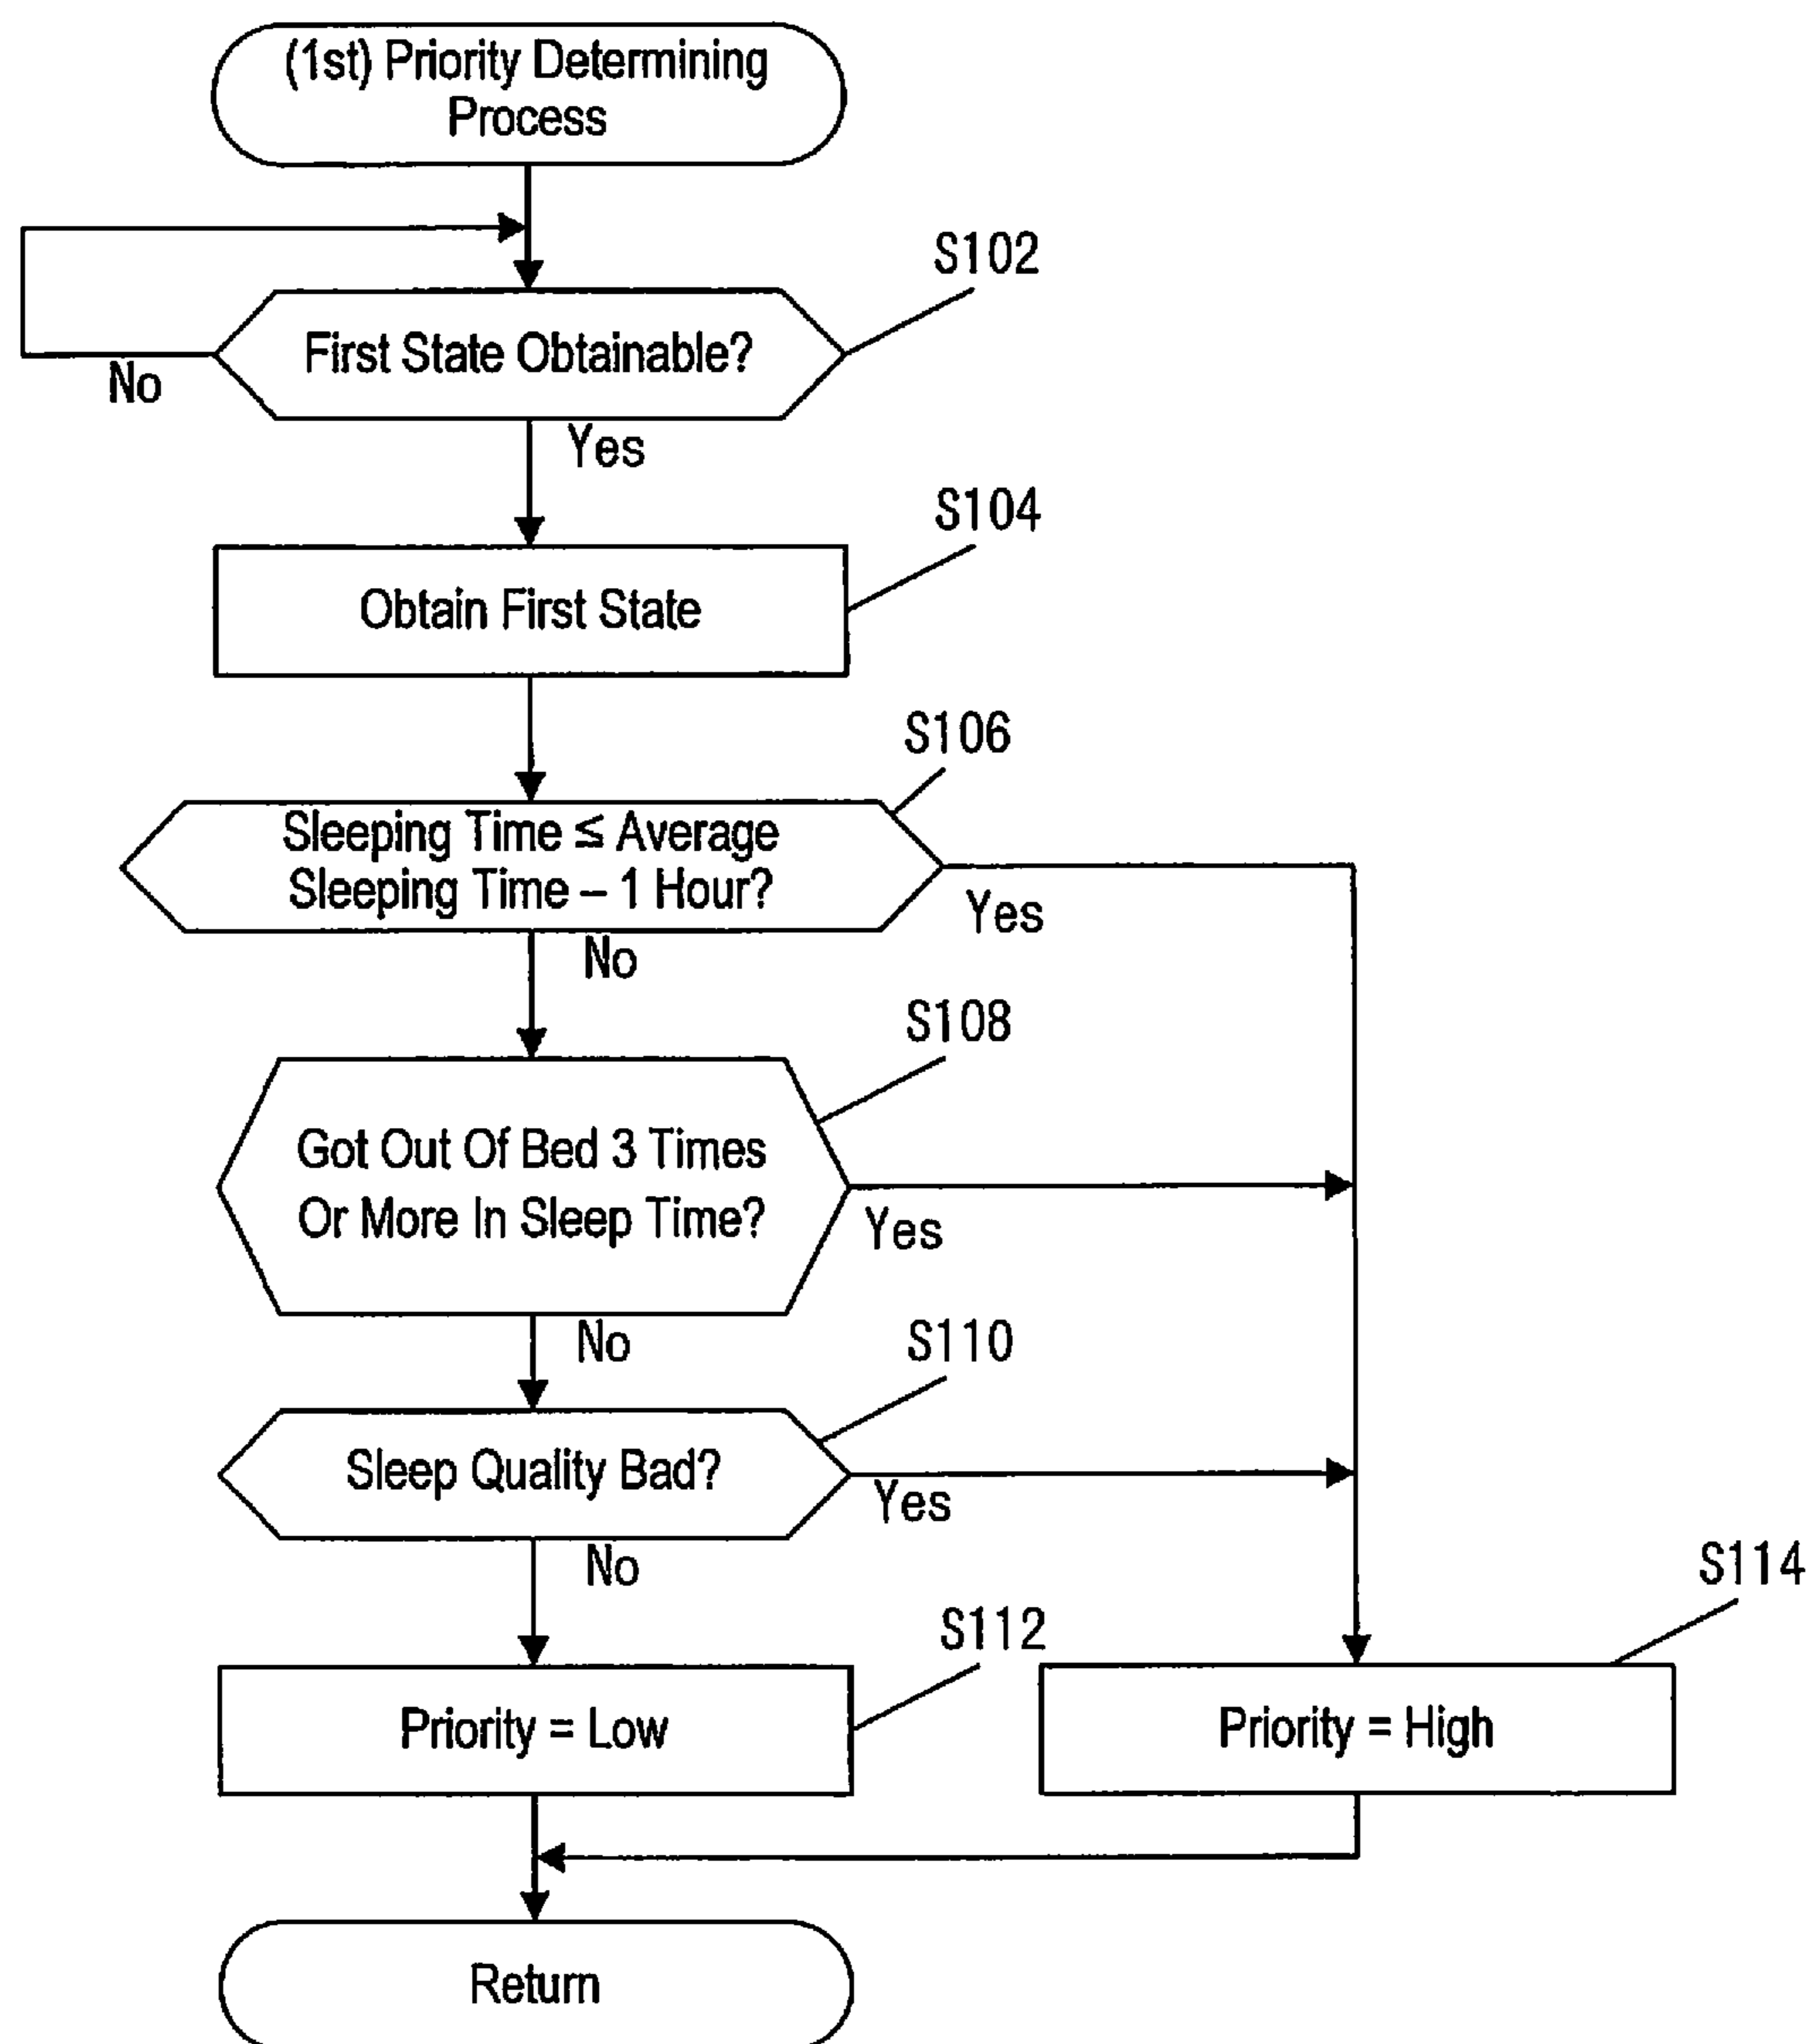 (1st) Priority Determining
Process
S102
First State Obtainable?
No
Yes
S104
Obtain First State
S106
Sleeping Time ≤ Average
Sleeping Time – 1 Hour?
Yes
No
S108
Got Out Of Bed 3 Times
Or More In Sleep Time?
Yes
No
S110
Sleep Quality Bad?
Yes
No
S114
S112
Priority = Low
Priority = High
Return